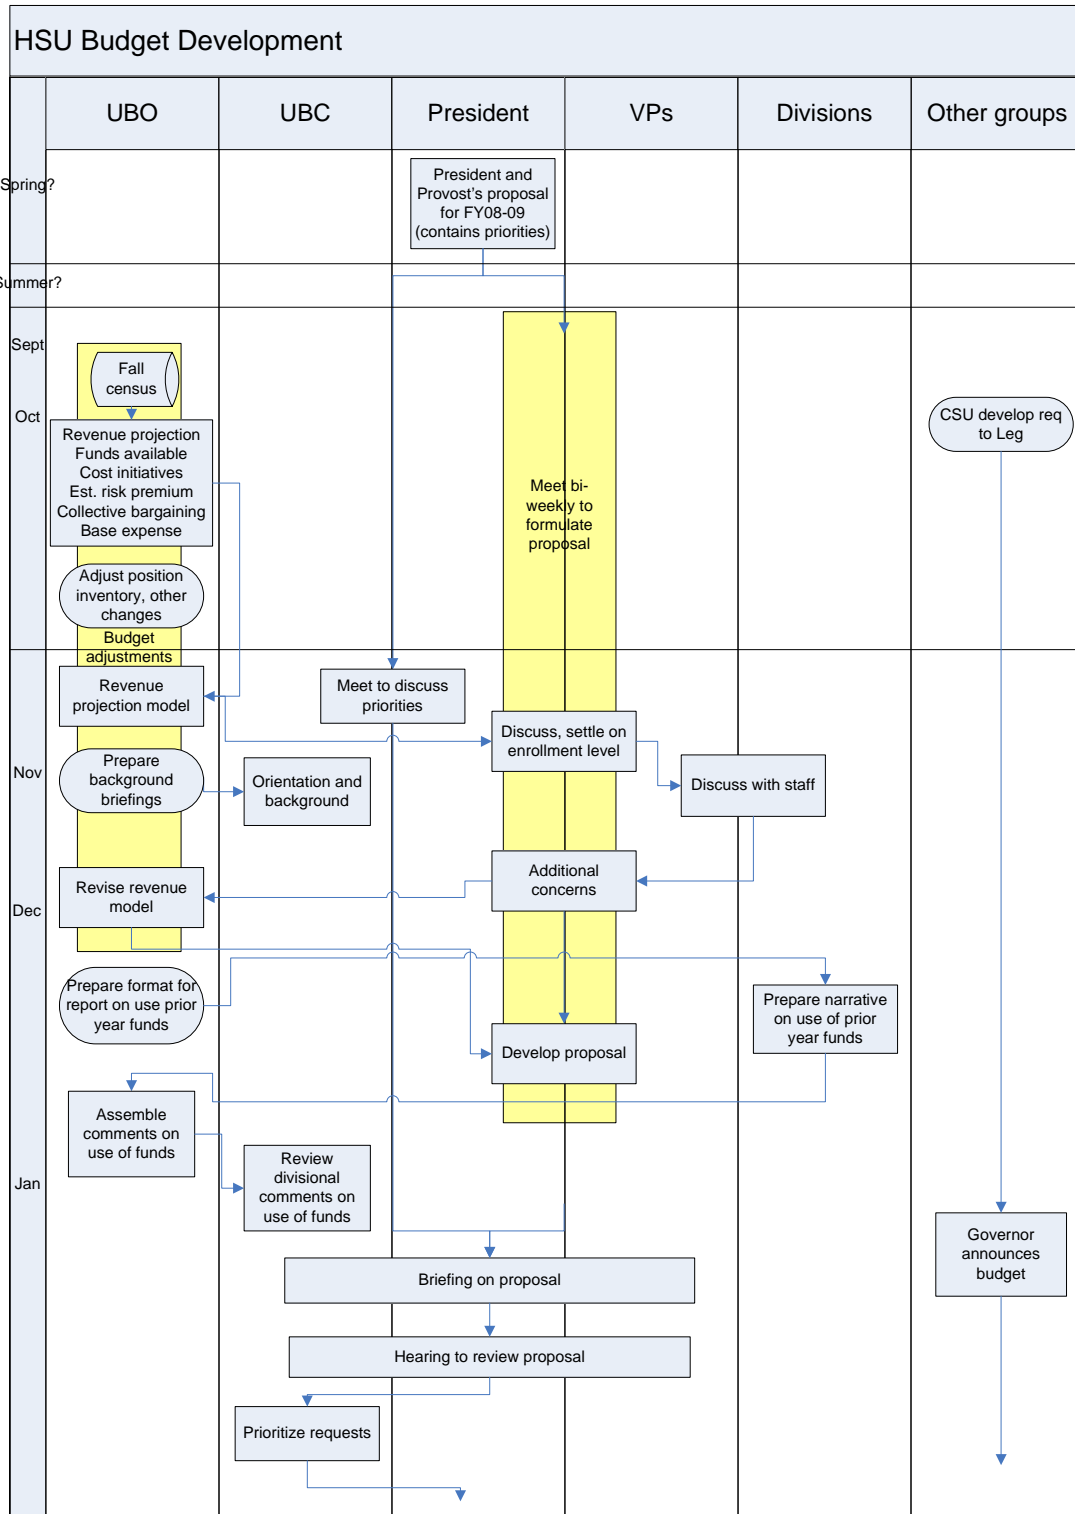 HSU Budget Development
UBO
UBC
President
VPs
Divisions
Other groups
Spring?
President and
Provost's proposal
for FY08-09
(contains priorities)
Summer?
Sept
Fall
census
Oct
CSU develop req
to Leg
Revenue projection
Funds available
Cost initiatives
Est. risk premium
Collective bargaining
Base expense
Meet bi-
weekly to
formulate
proposal
Adjust position
inventory, other
changes
Budget
adjustments
Revenue
projection model
Meet to discuss
priorities
Discuss, settle on
enrollment level
Nov
Prepare
background
briefings
Orientation and
background
Discuss with staff
Additional
concerns
Revise revenue
model
Dec
Prepare format for
report on use prior
year funds
Prepare narrative
on use of prior
year funds
Develop proposal
Assemble
comments on
use of funds
Jan
Review
divisional
comments on
use of funds
Governor
announces
budget
Briefing on proposal
Hearing to review proposal
Prioritize requests